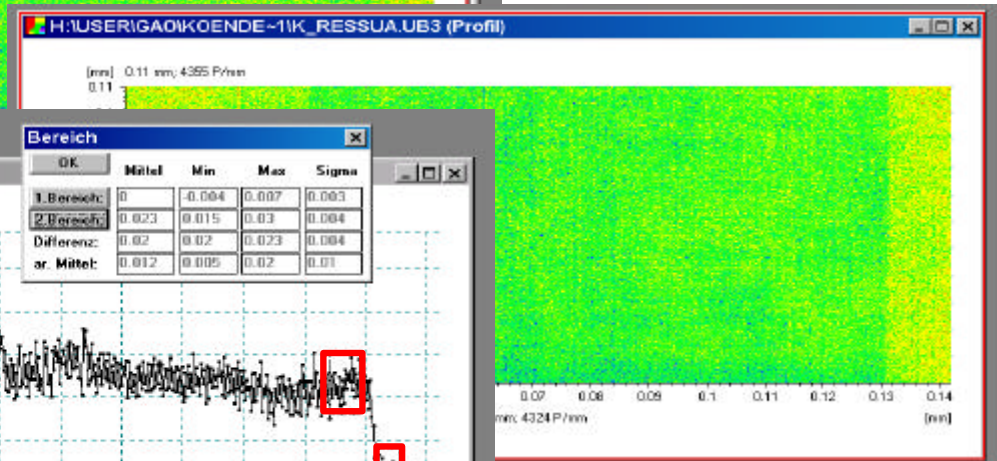 H:\USER\GAO\KOENDE~1\K_RESSUA.UB3 (Profil)
[mm] 0.11 mm; 4355 P/mm
0.11
Bereich
OK Mittel Min Max Sigma
1.Bereich: 0 -0.004 0.007 0.003
2.Bereich: 0.023 0.015 0.03 0.004
Differenz: 0.02 0.02 0.023 0.004
ar. Mittel: 0.012 0.005 0.02 0.01
0.07 0.08 0.09 0.1 0.11 0.12 0.13 0.14
mm; 4324 P/mm [mm]